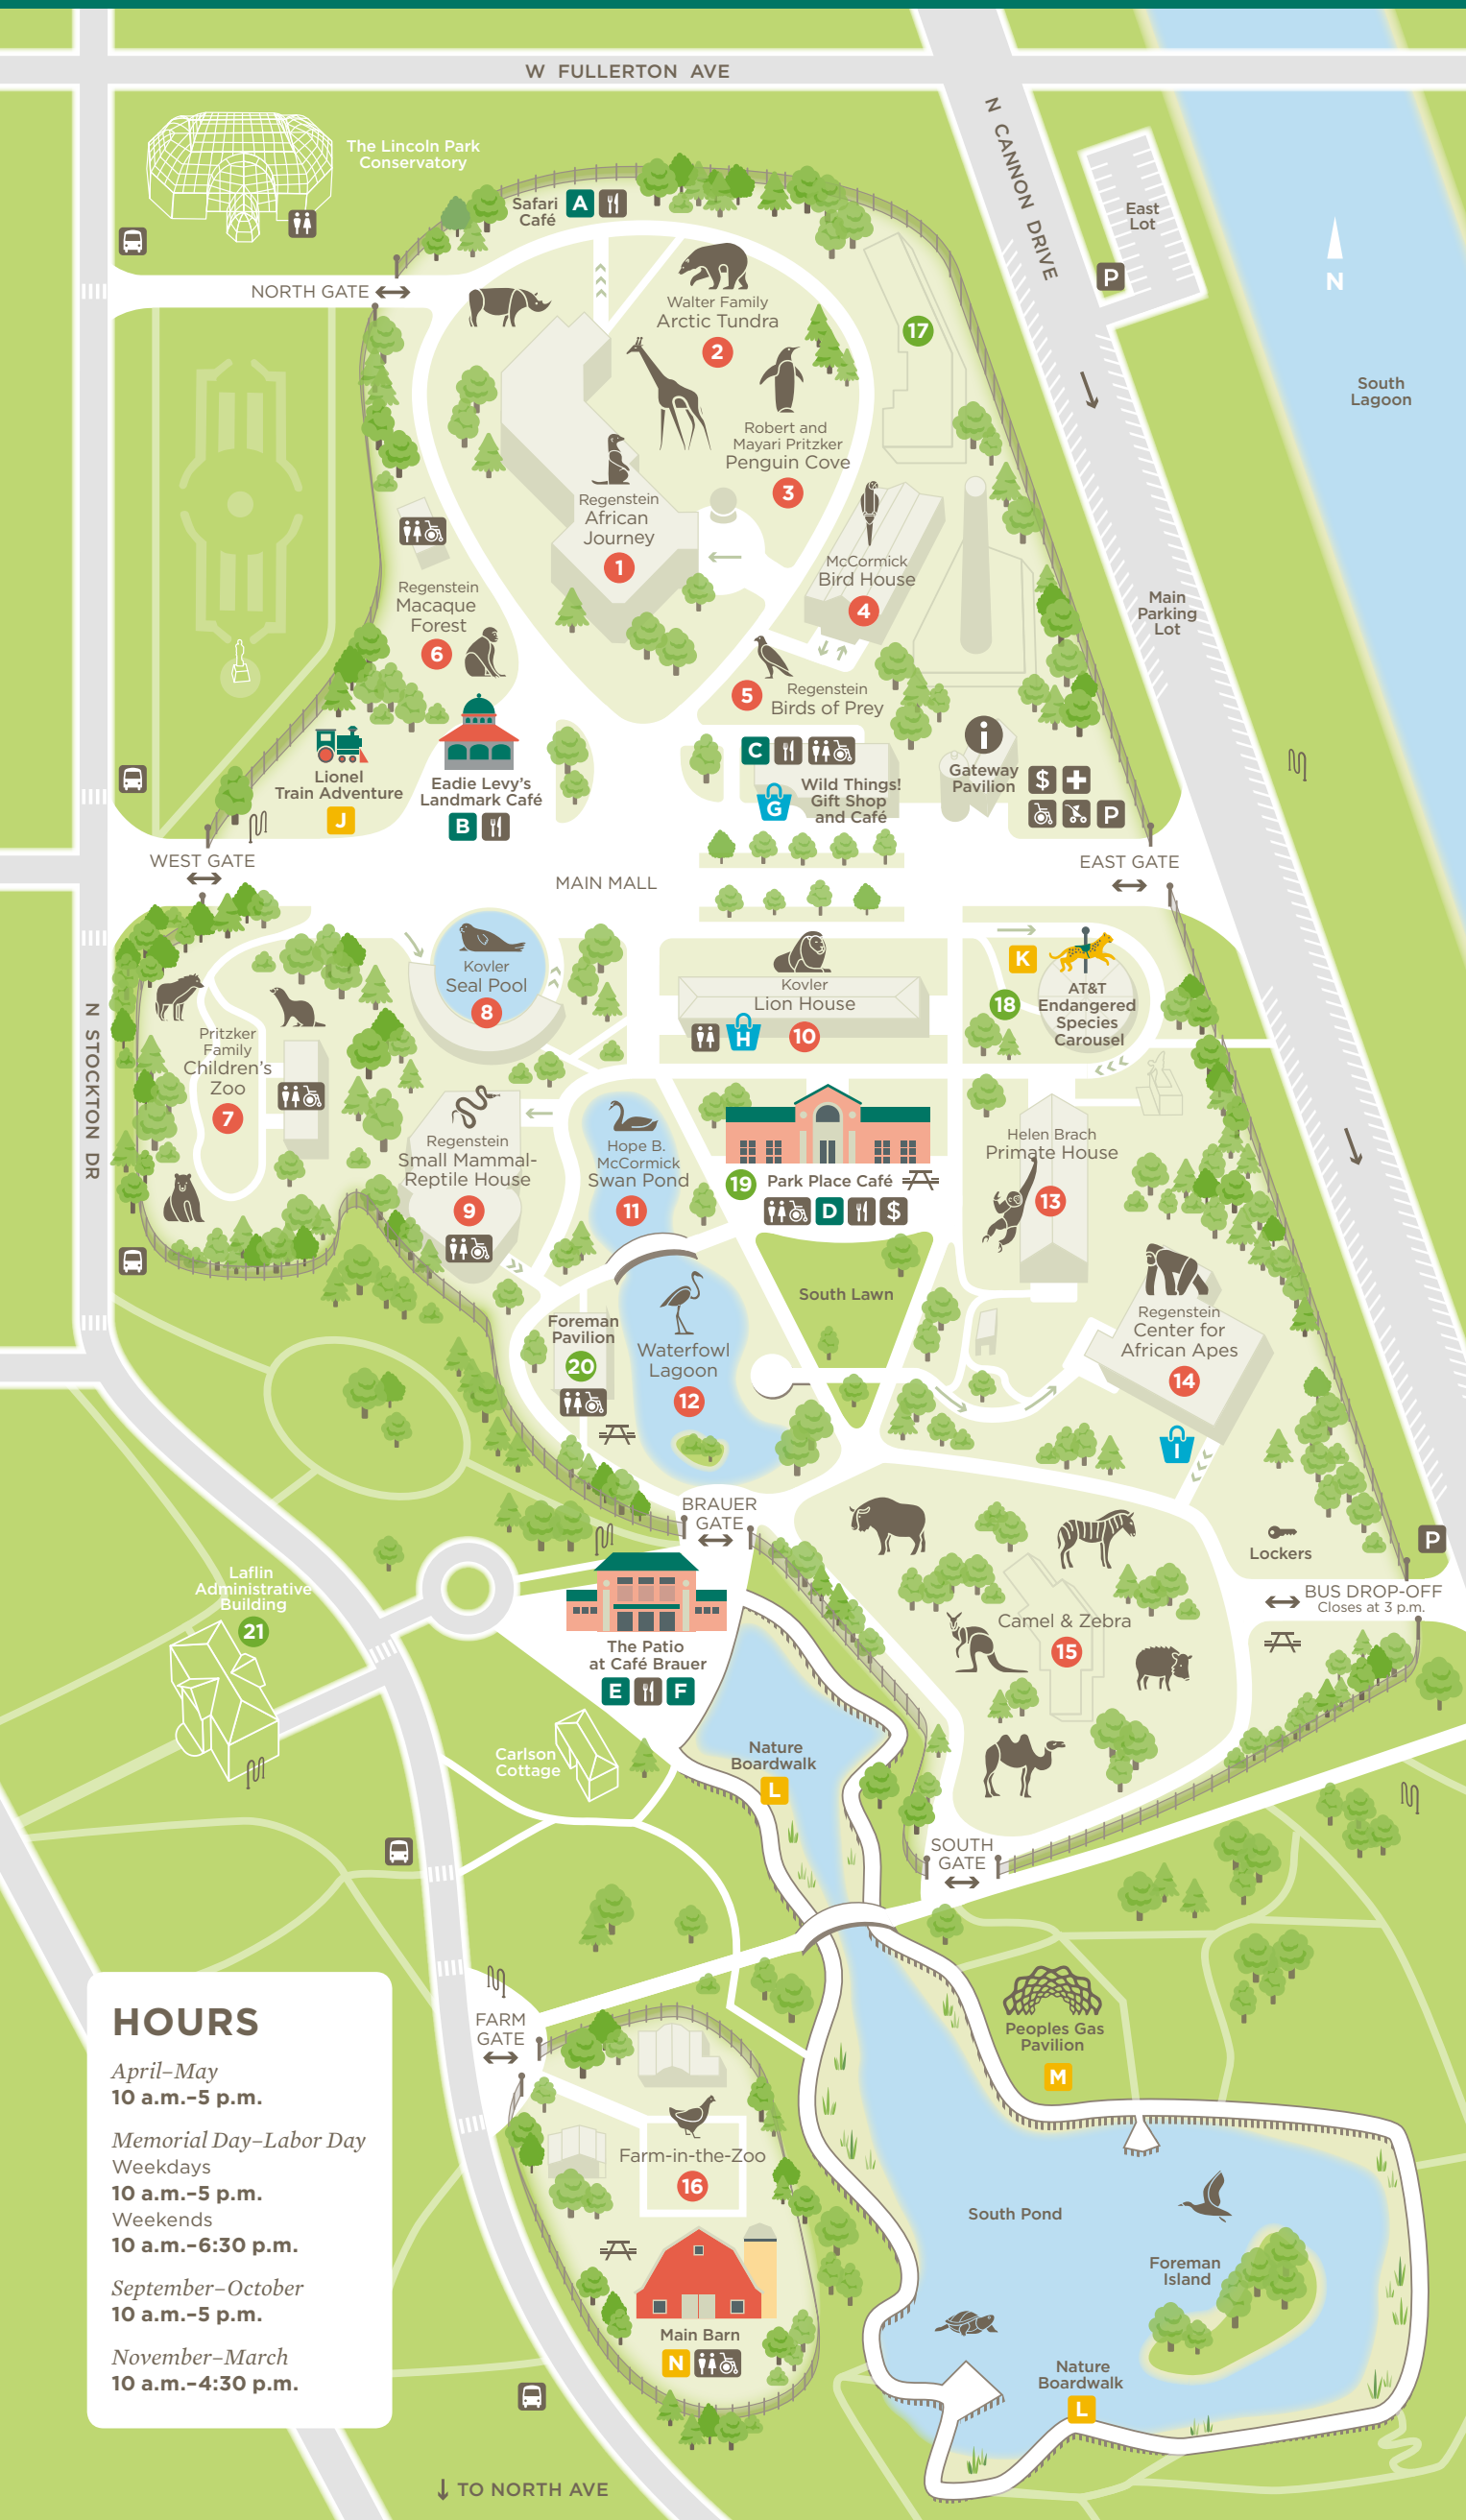 W FULLERTON AVE
N CANNON DRIVE
The Lincoln Park
Conservatory
Safari
Café
A
East
Lot
P
N
NORTH GATE
Walter Family
Arctic Tundra
2
17
South
Lagoon
Robert and
Mayari Pritzker
Penguin Cove
3
Regenstein
African
Journey
1
McCormick
Bird House
4
Regenstein
Macaque
Forest
6
Main
Parking
Lot
5
Regenstein
Birds of Prey
Lionel
Train Adventure
J
Eadie Levy's
Landmark Café
B
C
G
Wild Things!
Gift Shop
and Café
i
Gateway
Pavilion
$
P
WEST GATE
MAIN MALL
EAST GATE
N STOCKTON DR
Kovler
Seal Pool
8
Kovler
Lion House
H
10
K
18
AT&T
Endangered
Species
Carousel
Pritzker
Family
Children's
Zoo
7
Regenstein
Small Mammal-
Reptile House
9
Hope B.
McCormick
Swan Pond
11
19
Park Place Café
D
$
Helen Brach
Primate House
13
South Lawn
Foreman
Pavilion
20
Waterfowl
Lagoon
12
Regenstein
Center for
African Apes
14
I
BRAUER
GATE
Lockers
P
BUS DROP-OFF
Closes at 3 p.m.
Laflin
Administrative
Building
21
The Patio
at Café Brauer
E
F
Camel & Zebra
15
Carlson
Cottage
Nature
Boardwalk
L
SOUTH
GATE
FARM
GATE
Peoples Gas
Pavilion
M
HOURS
April–May
10 a.m.–5 p.m.
Memorial Day–Labor Day
Weekdays
10 a.m.–5 p.m.
Weekends
10 a.m.–6:30 p.m.
September–October
10 a.m.–5 p.m.
November–March
10 a.m.–4:30 p.m.
Farm-in-the-Zoo
16
Main Barn
N
South Pond
Foreman
Island
Nature
Boardwalk
L
TO NORTH AVE